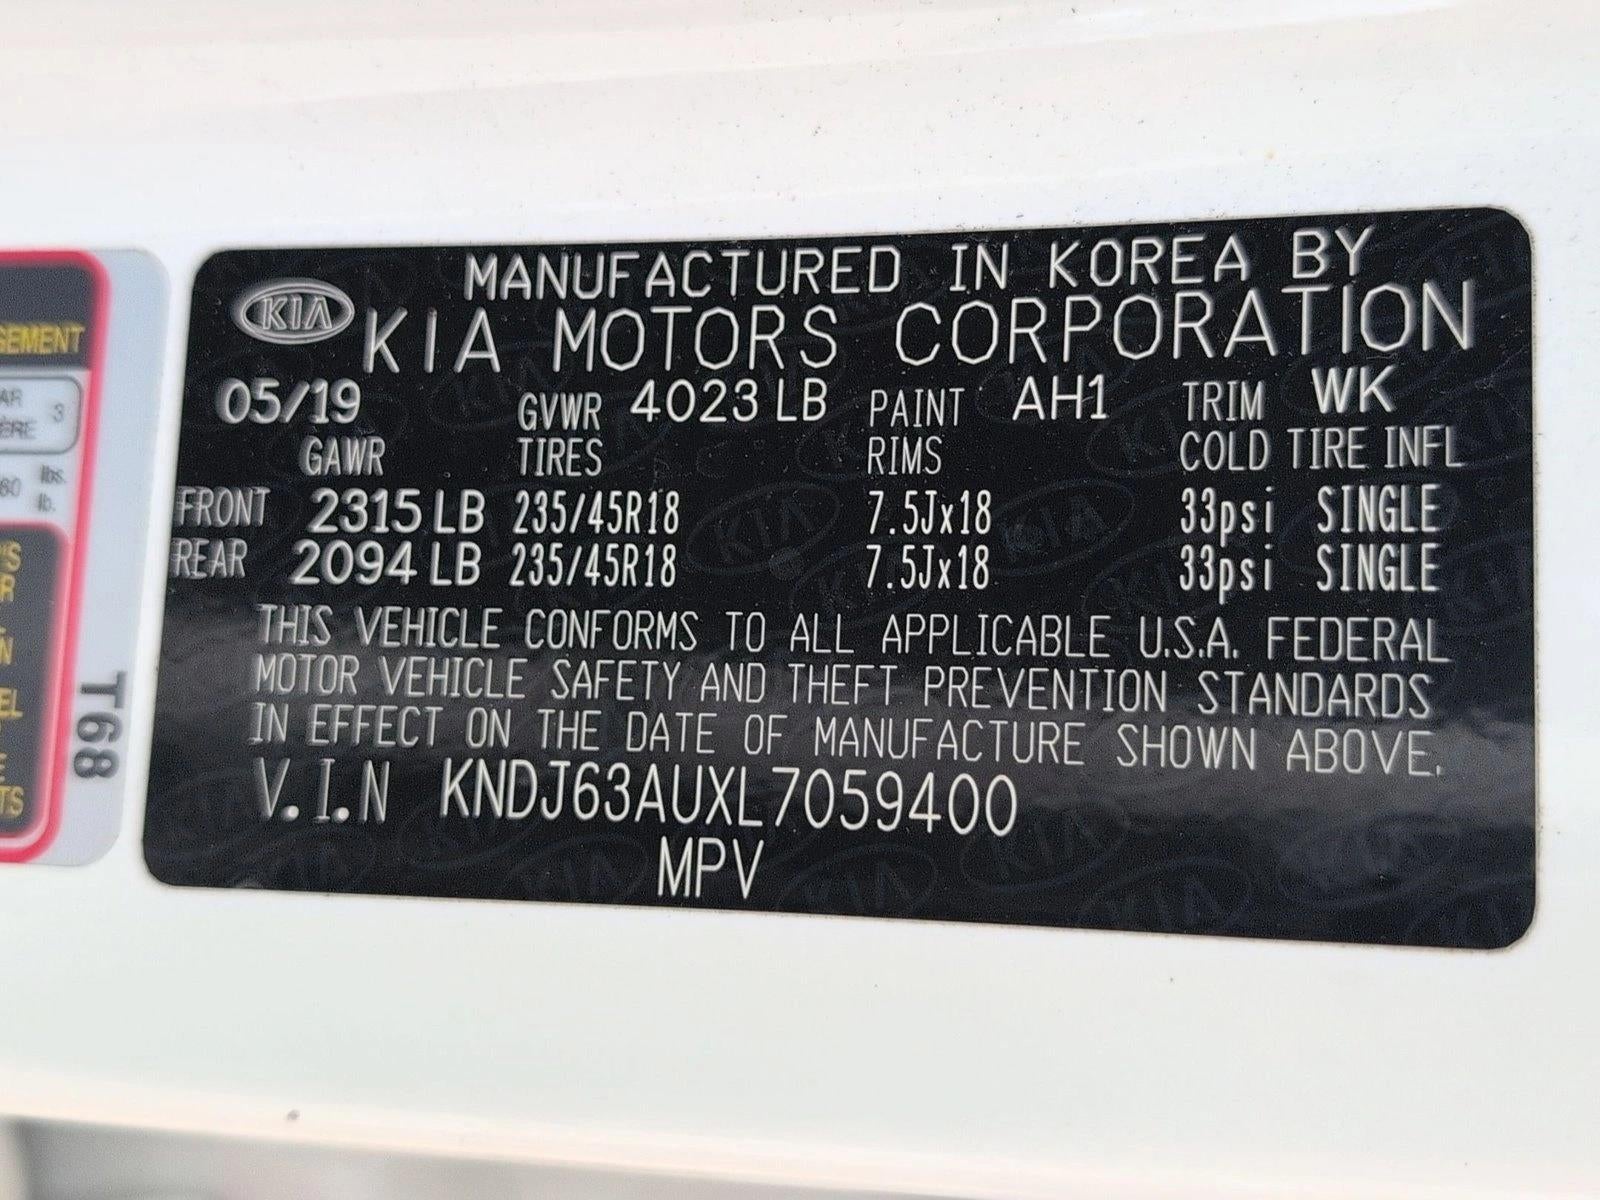 KIA
MANUFACTURED IN KOREA BY
KIA MOTORS CORPORATION
05/19 GVWR 4023 LB PAINT AH1 TRIM WK
GAWR TIRES RIMS COLD TIRE INFL
FRONT 2315 LB 235/45R18 7.5Jx18 33psi SINGLE
REAR 2094 LB 235/45R18 7.5Jx18 33psi SINGLE
THIS VEHICLE CONFORMS TO ALL APPLICABLE U.S.A. FEDERAL
MOTOR VEHICLE SAFETY AND THEFT PREVENTION STANDARDS
IN EFFECT ON THE DATE OF MANUFACTURE SHOWN ABOVE.
V.I.N KNDJ63AUXL7059400
MPV
3
lbs.
lb.
T68